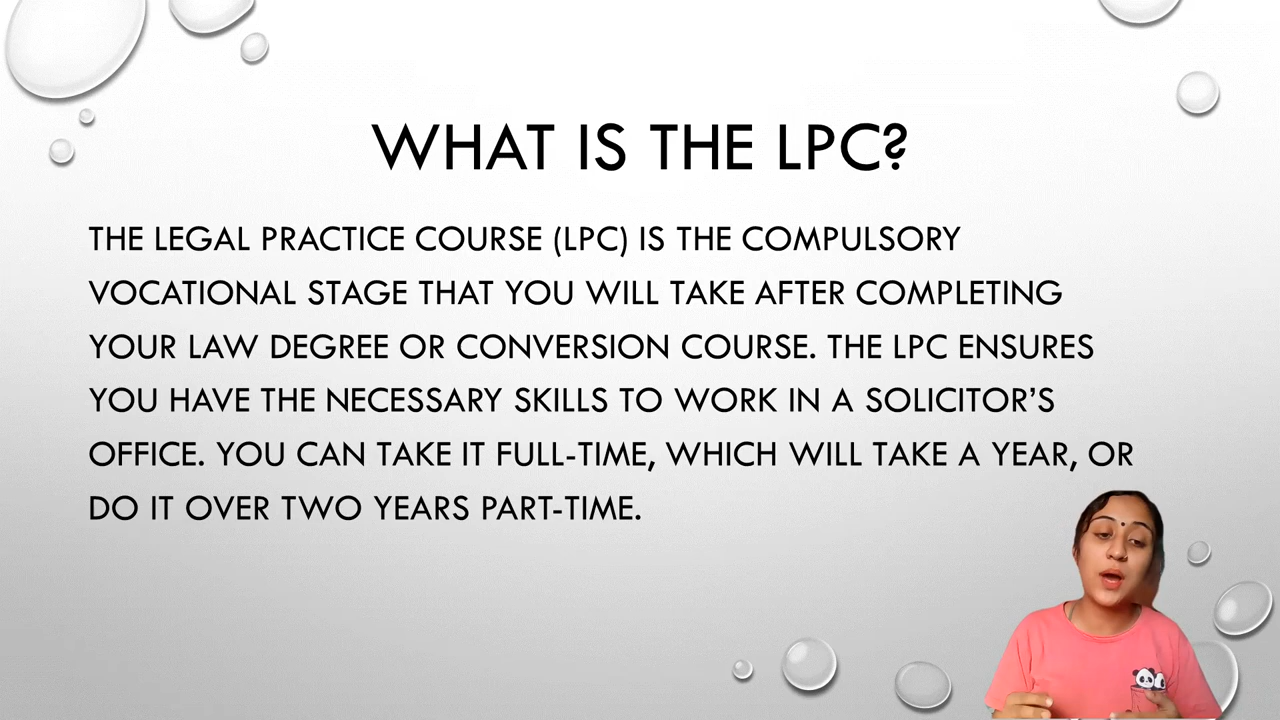 WHAT IS THE LPC?
THE LEGAL PRACTICE COURSE (LPC) IS THE COMPULSORY
VOCATIONAL STAGE THAT YOU WILL TAKE AFTER COMPLETING
YOUR LAW DEGREE OR CONVERSION COURSE. THE LPC ENSURES
YOU HAVE THE NECESSARY SKILLS TO WORK IN A SOLICITOR’S
OFFICE. YOU CAN TAKE IT FULL-TIME, WHICH WILL TAKE A YEAR, OR
DO IT OVER TWO YEARS PART-TIME.